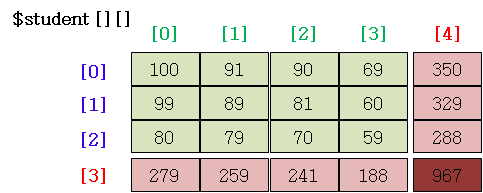 $student [ ] [ ]
[0] [1] [2] [3] [4]
[0] 100 91 90 69 350
[1] 99 89 81 60 329
[2] 80 79 70 59 288
[3] 279 259 241 188 967